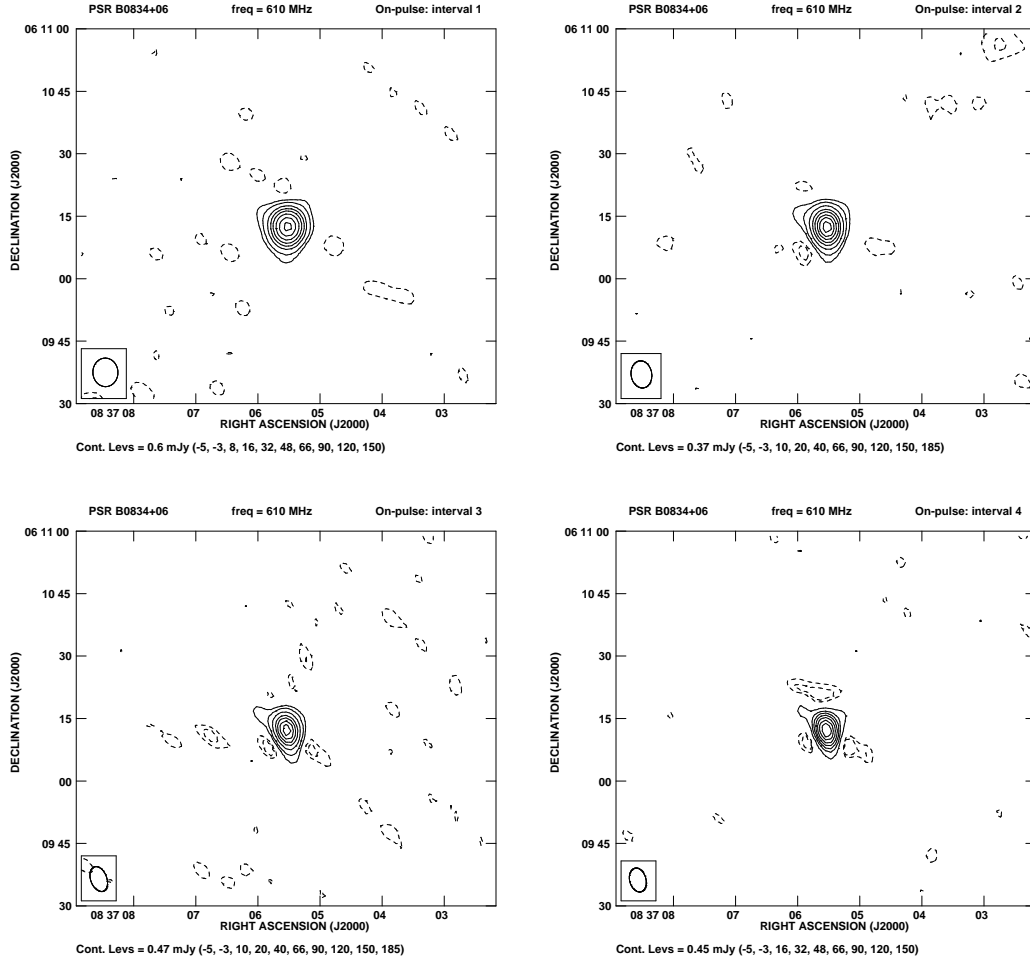 PSR B0834+06 freq = 610 MHz On-pulse: interval 1
06 11 00
10 45
30
15
00
09 45
30
DECLINATION (J2000)
08 37 08 07 06 05 04 03
RIGHT ASCENSION (J2000)
Cont. Levs = 0.6 mJy (-5, -3, 8, 16, 32, 48, 66, 90, 120, 150)
PSR B0834+06 freq = 610 MHz On-pulse: interval 2
06 11 00
10 45
30
15
00
09 45
30
DECLINATION (J2000)
08 37 08 07 06 05 04 03
RIGHT ASCENSION (J2000)
Cont. Levs = 0.37 mJy (-5, -3, 10, 20, 40, 66, 90, 120, 150, 185)
PSR B0834+06 freq = 610 MHz On-pulse: interval 3
06 11 00
10 45
30
15
00
09 45
30
DECLINATION (J2000)
08 37 08 07 06 05 04 03
RIGHT ASCENSION (J2000)
Cont. Levs = 0.47 mJy (-5, -3, 10, 20, 40, 66, 90, 120, 150, 185)
PSR B0834+06 freq = 610 MHz On-pulse: interval 4
06 11 00
10 45
30
15
00
09 45
30
DECLINATION (J2000)
08 37 08 07 06 05 04 03
RIGHT ASCENSION (J2000)
Cont. Levs = 0.45 mJy (-5, -3, 16, 32, 48, 66, 90, 120, 150)